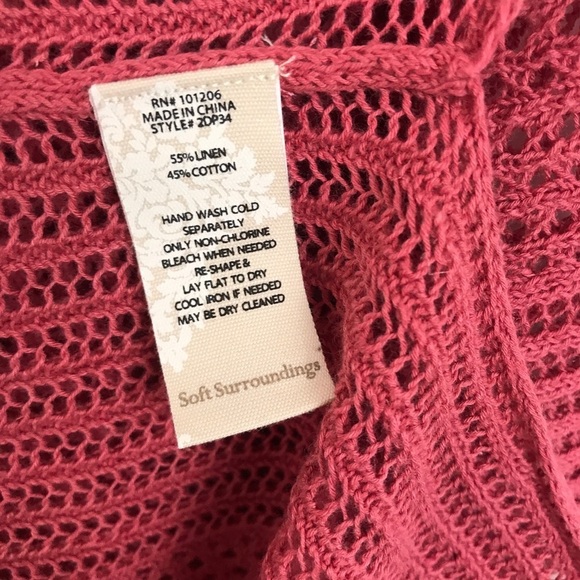 RN# 101206
MADE IN CHINA
STYLE# 2DP34
55% LINEN
45% COTTON
HAND WASH COLD
SEPARATELY
ONLY NON-CHLORINE
BLEACH WHEN NEEDED
RE-SHAPE &
LAY FLAT TO DRY
COOL IRON IF NEEDED
MAY BE DRY CLEANED
Soft Surroundings